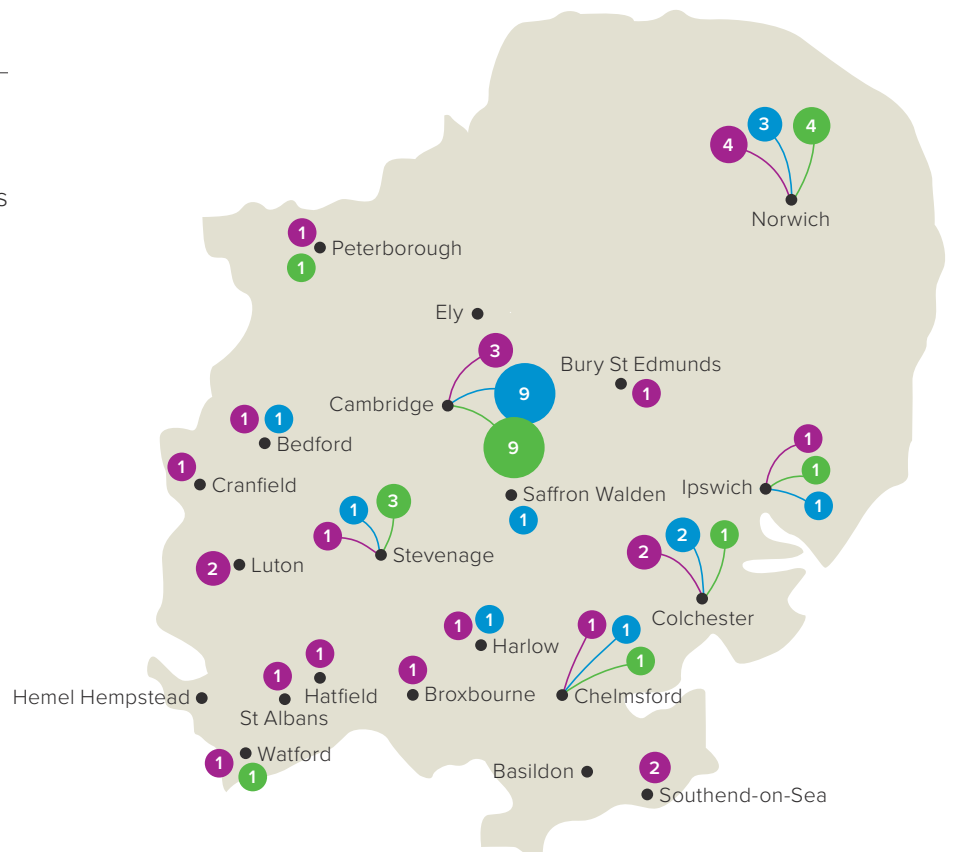 4
3
4
Norwich
S
1
Peterborough
1
Ely
3
Bury St Edmunds
9
1
Cambridge
1
1
Bedford
9
1
1
Cranfield
1
Ipswich
1
Saffron Walden
1
1
3
1
Stevenage
2
2
1
2
Luton
Colchester
1
1
Harlow
1
1
1
1
1
Hatfield
1
Broxbourne
Chelmsford
Hemel Hempstead
St Albans
Watford
1
1
Basildon
2
Southend-on-Sea